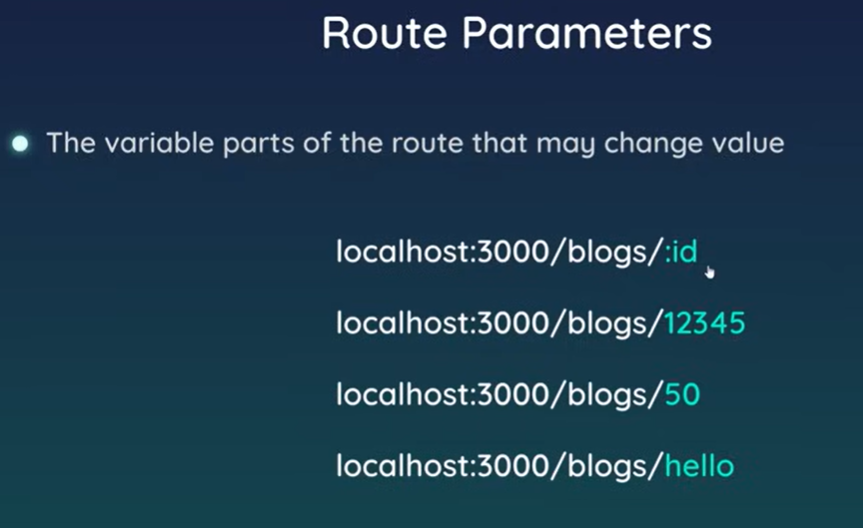 Route Parameters
The variable parts of the route that may change value
localhost:3000/blogs/:id
localhost:3000/blogs/12345
localhost:3000/blogs/50
localhost:3000/blogs/hello